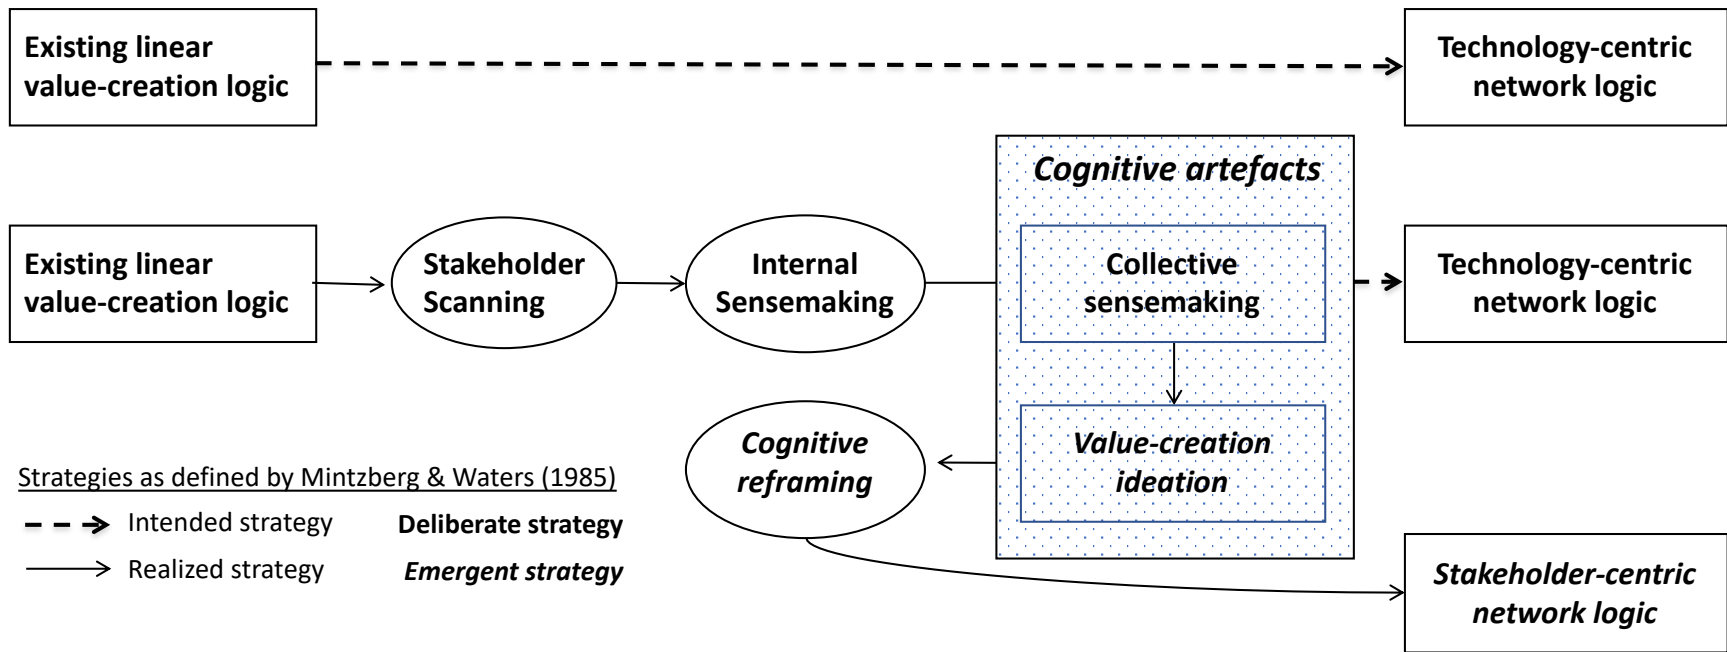 Existing linear
value-creation logic
Technology-centric
network logic
Cognitive artefacts
Existing linear
value-creation logic
Stakeholder
Scanning
Internal
Sensemaking
Collective
sensemaking
Technology-centric
network logic
Cognitive
reframing
Value-creation
ideation
Strategies as defined by Mintzberg & Waters (1985)
Intended strategy
Deliberate strategy
Realized strategy
Emergent strategy
Stakeholder-centric
network logic